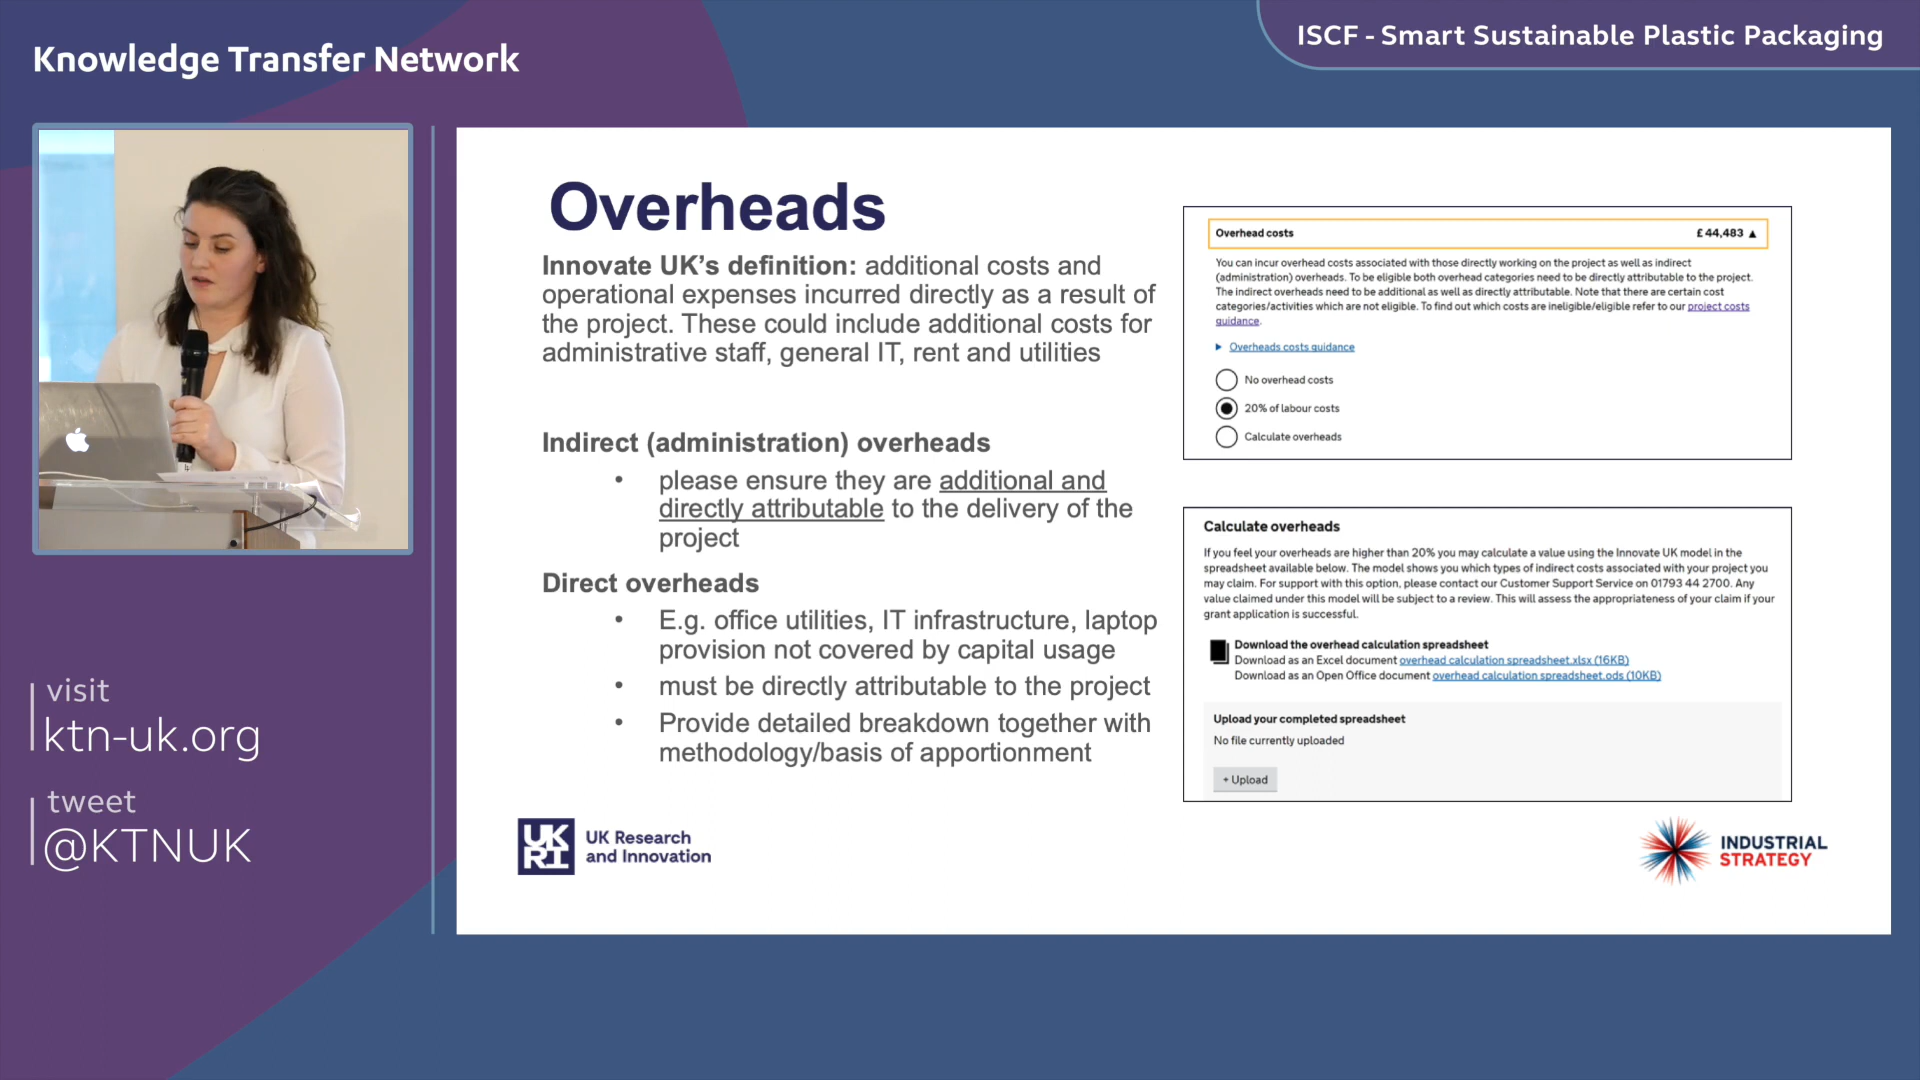 Knowledge Transfer Network
ISCF - Smart Sustainable Plastic Packaging
Overheads
Innovate UK’s definition: additional costs and
operational expenses incurred directly as a result of
the project. These could include additional costs for
administrative staff, general IT, rent and utilities
Indirect (administration) overheads
• please ensure they are additional and
directly attributable to the delivery of the
project
Direct overheads
• E.g. office utilities, IT infrastructure, laptop
provision not covered by capital usage
• must be directly attributable to the project
• Provide detailed breakdown together with
methodology/basis of apportionment
Overhead costs £ 44,483 ▲
You can incur overhead costs associated with those directly working on the project as well as indirect
(administration) overheads. To be eligible both overhead categories need to be directly attributable to the project.
The indirect overheads need to be additional as well as directly attributable. Note that there are certain cost
categories/activities which are not eligible. To find out which costs are ineligible/eligible refer to our project costs
guidance.
Overheads costs guidance
No overhead costs
20% of labour costs
Calculate overheads
Calculate overheads
If you feel your overheads are higher than 20% you may calculate a value using the Innovate UK model in the
spreadsheet available below. The model shows you which types of indirect costs associated with your project you
may claim. For support with this option, please contact our Customer Support Service on 01793 44 2700. Any
value claimed under this model will be subject to a review. This will assess the appropriateness of your claim if your
grant application is successful.
Download the overhead calculation spreadsheet
Download as an Excel document overhead calculation spreadsheet.xlsx (16KB)
Download as an Open Office document overhead calculation spreadsheet.ods (10KB)
Upload your completed spreadsheet
No file currently uploaded
+ Upload
visit
ktn-uk.org
tweet
@KTNUK
UK
RI
UK Research
and Innovation
INDUSTRIAL
STRATEGY